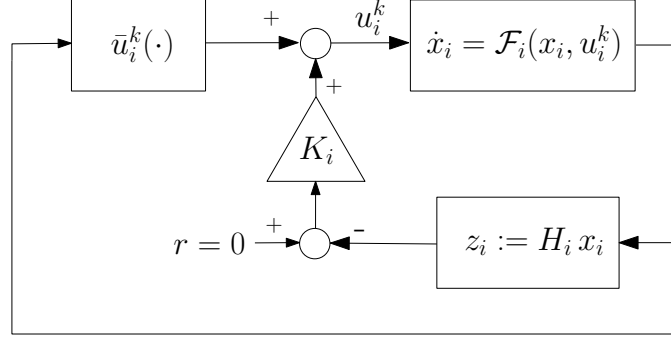 ū_i^k(·)
+
u_i^k
ẋ_i = ℱ_i(x_i, u_i^k)
+
K_i
r = 0
+
-
z_i := H_i x_i